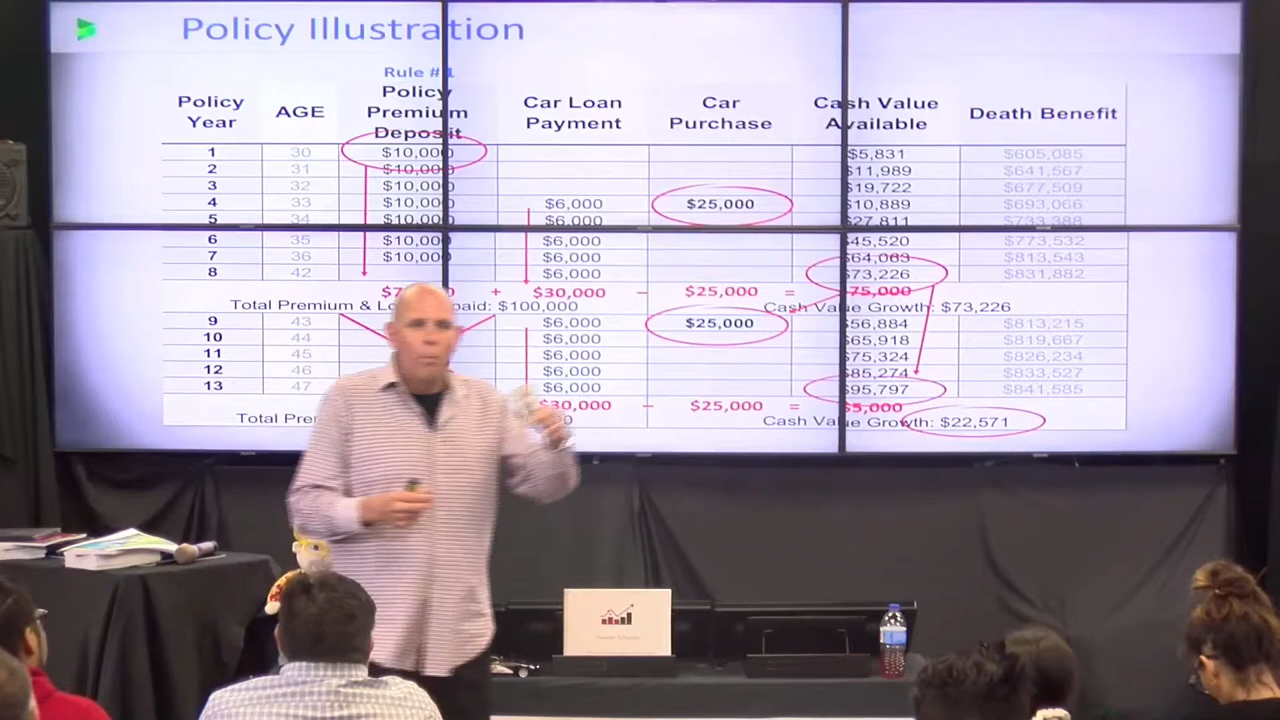 Policy Illustration
Rule # 1
Policy Year AGE Policy Premium Deposit Car Loan Payment Car Purchase Cash Value Available Death Benefit
1 30 $10,000 $5,831 $605,085
2 31 $10,000 $11,989 $641,567
3 32 $10,000 $19,722 $677,509
4 33 $10,000 $6,000 $25,000 $10,889 $693,066
5 34 $10,000 $6,000 $27,811 $733,388
6 35 $10,000 $6,000 $45,520 $773,532
7 36 $10,000 $6,000 $64,063 $813,543
8 42 $6,000 $73,226 $831,882
+ $30,000 – $25,000 = 75,000
Total Premium & paid: $100,000 Cash Value Growth: $73,226
9 43 $6,000 $25,000 $56,884 $813,215
10 44 $6,000 $65,918 $819,667
11 45 $6,000 $75,324 $826,234
12 46 $6,000 $85,274 $833,527
13 47 $6,000 $95,797 $841,585
$30,000 – $25,000 = $5,000
Total Cash Value Growth: $22,571